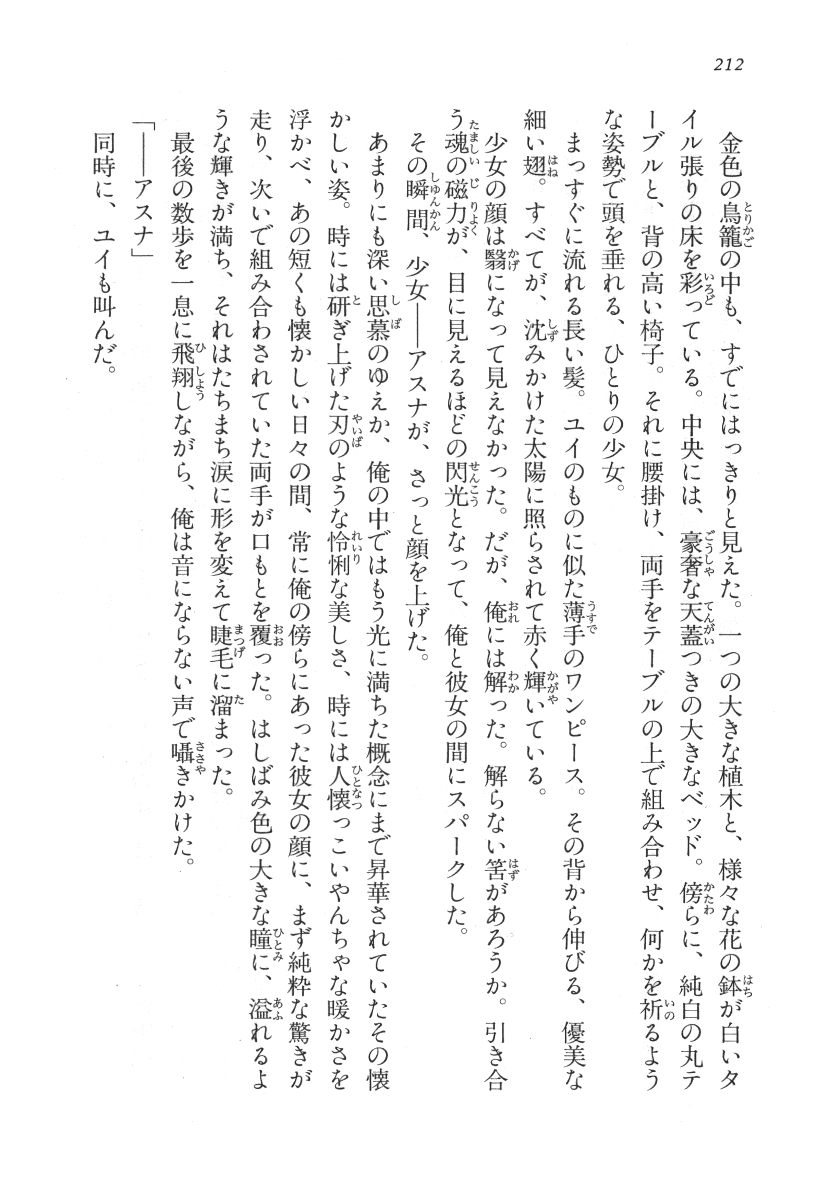 212
金色の鳥籠の中も、すでにはっきりと見えた。一つの大きな植木と、様々な花の鉢が白いタ
イル張りの床を彩っている。中央には、豪奢な天蓋つきの大きなベッド。傍らに、純白の丸テ
ーブルと、背の高い椅子。それに腰掛け、両手をテーブルの上で組み合わせ、何かを祈るよう
な姿勢で頭を垂れる、ひとりの少女。
まっすぐに流れる長い髪。ユイのものに似た薄手のワンピース。その背から伸びる、優美な
細い翅。すべてが、沈みかけた太陽に照らされて赤く輝いている。
少女の顔は翳になって見えなかった。だが、俺には解った。解らない筈があろうか。引き合
う魂の磁力が、目に見えるほどの閃光となって、俺と彼女の間にスパークした。
その瞬間、少女――アスナが、さっと顔を上げた。
あまりにも深い思慕のゆえか、俺の中ではもう光に満ちた概念にまで昇華されていたその懐
かしい姿。時には研ぎ上げた刃のような怜悧な美しさ、時には人懐っこいやんちゃな暖かさを
浮かべ、あの短くも懐かしい日々の間、常に俺の傍らにあった彼女の顔に、まず純粋な驚きが
走り、次いで組み合わされていた両手が口もとを覆った。はしばみ色の大きな瞳に、溢れるよ
うな輝きが満ち、それはたちまち涙に形を変えて睫毛に溜まった。
最後の数歩を一息に飛翔しながら、俺は音にならない声で囁きかけた。
「――アスナ」
同時に、ユイも叫んだ。